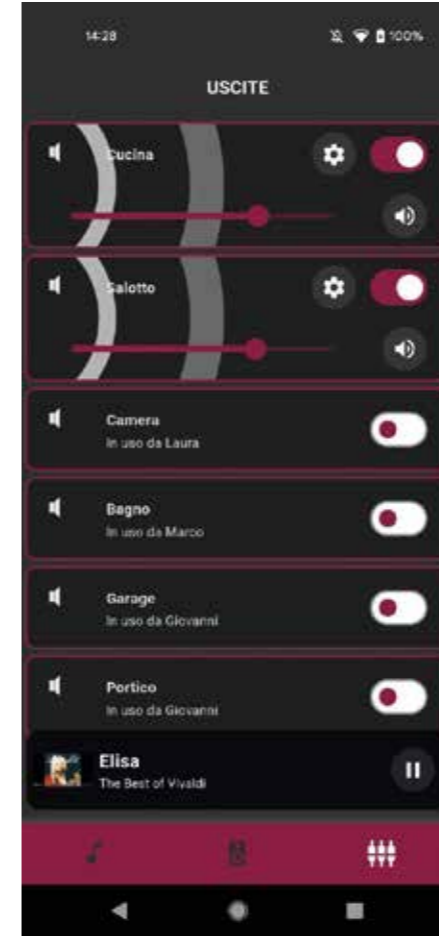 14:28
100%
USCITE
Cucina
Salotto
Camera
In uso da Laura
Bagno
In uso da Marco
Garage
In uso da Giovanni
Portico
In uso da Giovanni
Elisa
The Best of Vivaldi